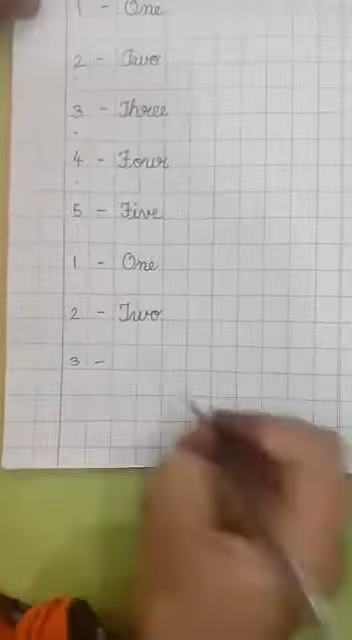 1 - One
2 - Two
3 - Three
4 - Four
5 - Five
1 - One
2 - Two
3 -